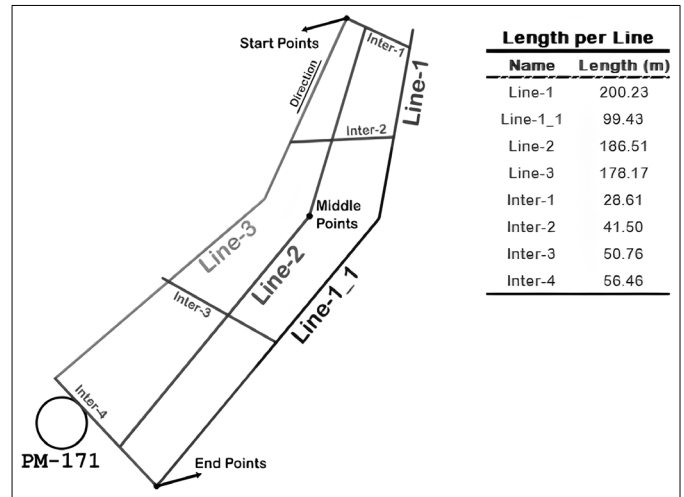 Start Points
Inter-1
Line-1
Direction
Inter-2
Middle
Points
Line-3
Line-2
Line-1_1
Inter-3
Inter-4
PM-171
End Points
Length per Line
Name Length (m)
Line-1 200.23
Line-1_1 99.43
Line-2 186.51
Line-3 178.17
Inter-1 28.61
Inter-2 41.50
Inter-3 50.76
Inter-4 56.46